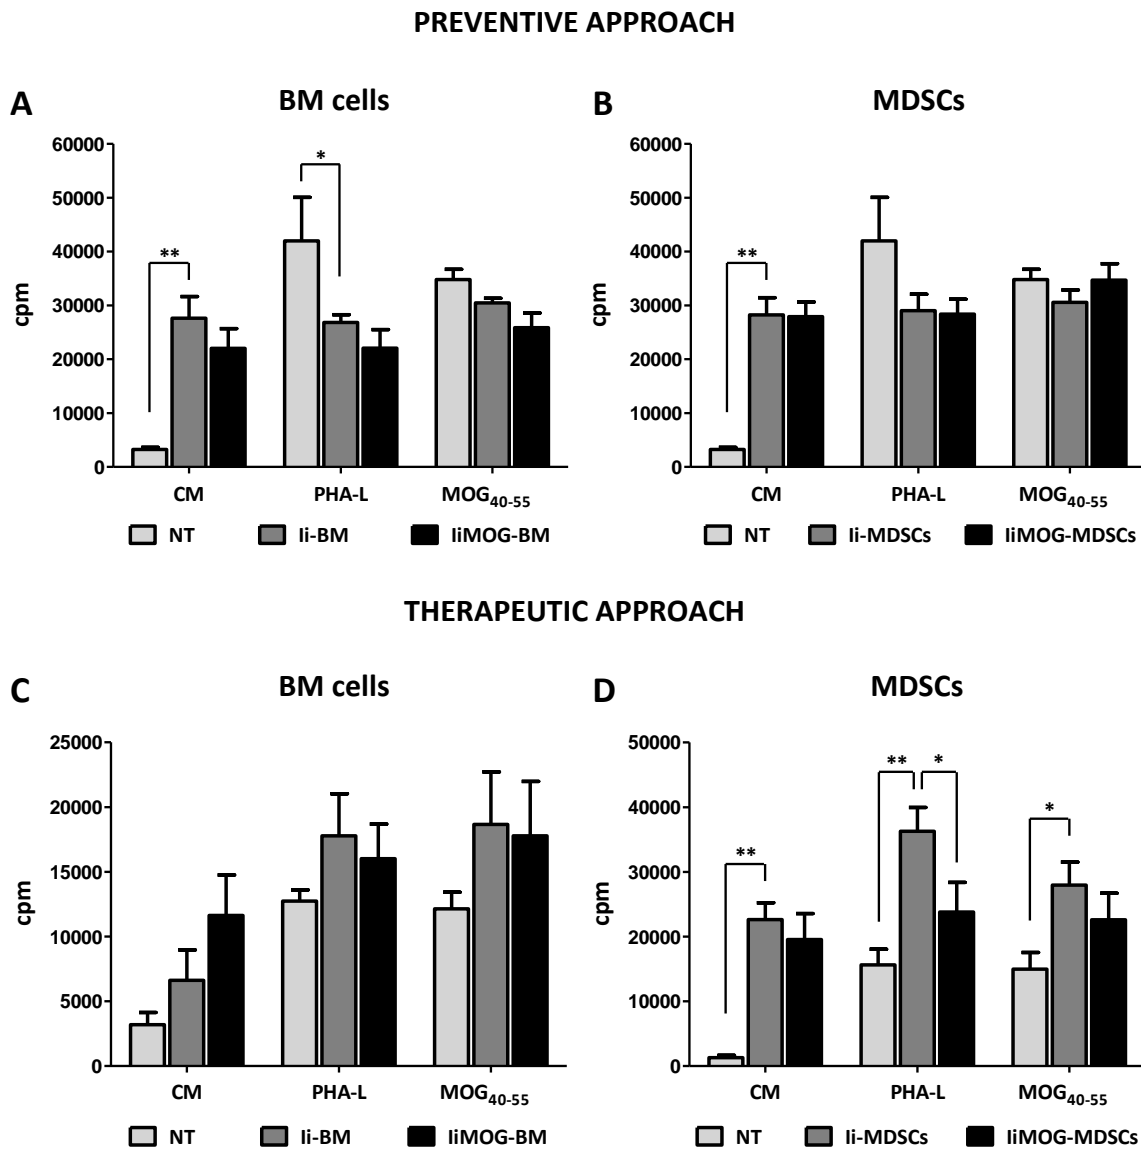 PREVENTIVE APPROACH
A
BM cells
60000
50000
40000
30000
20000
10000
0
cpm
**
*
CM
PHA-L
MOG40-55
NT
Ii-BM
IiMOG-BM
B
MDSCs
60000
50000
40000
30000
20000
10000
0
cpm
**
CM
PHA-L
MOG40-55
NT
Ii-MDSCs
IiMOG-MDSCs
THERAPEUTIC APPROACH
C
BM cells
25000
20000
15000
10000
5000
0
cpm
CM
PHA-L
MOG40-55
NT
Ii-BM
IiMOG-BM
D
MDSCs
50000
40000
30000
20000
10000
0
cpm
**
**
*
*
CM
PHA-L
MOG40-55
NT
Ii-MDSCs
IiMOG-MDSCs